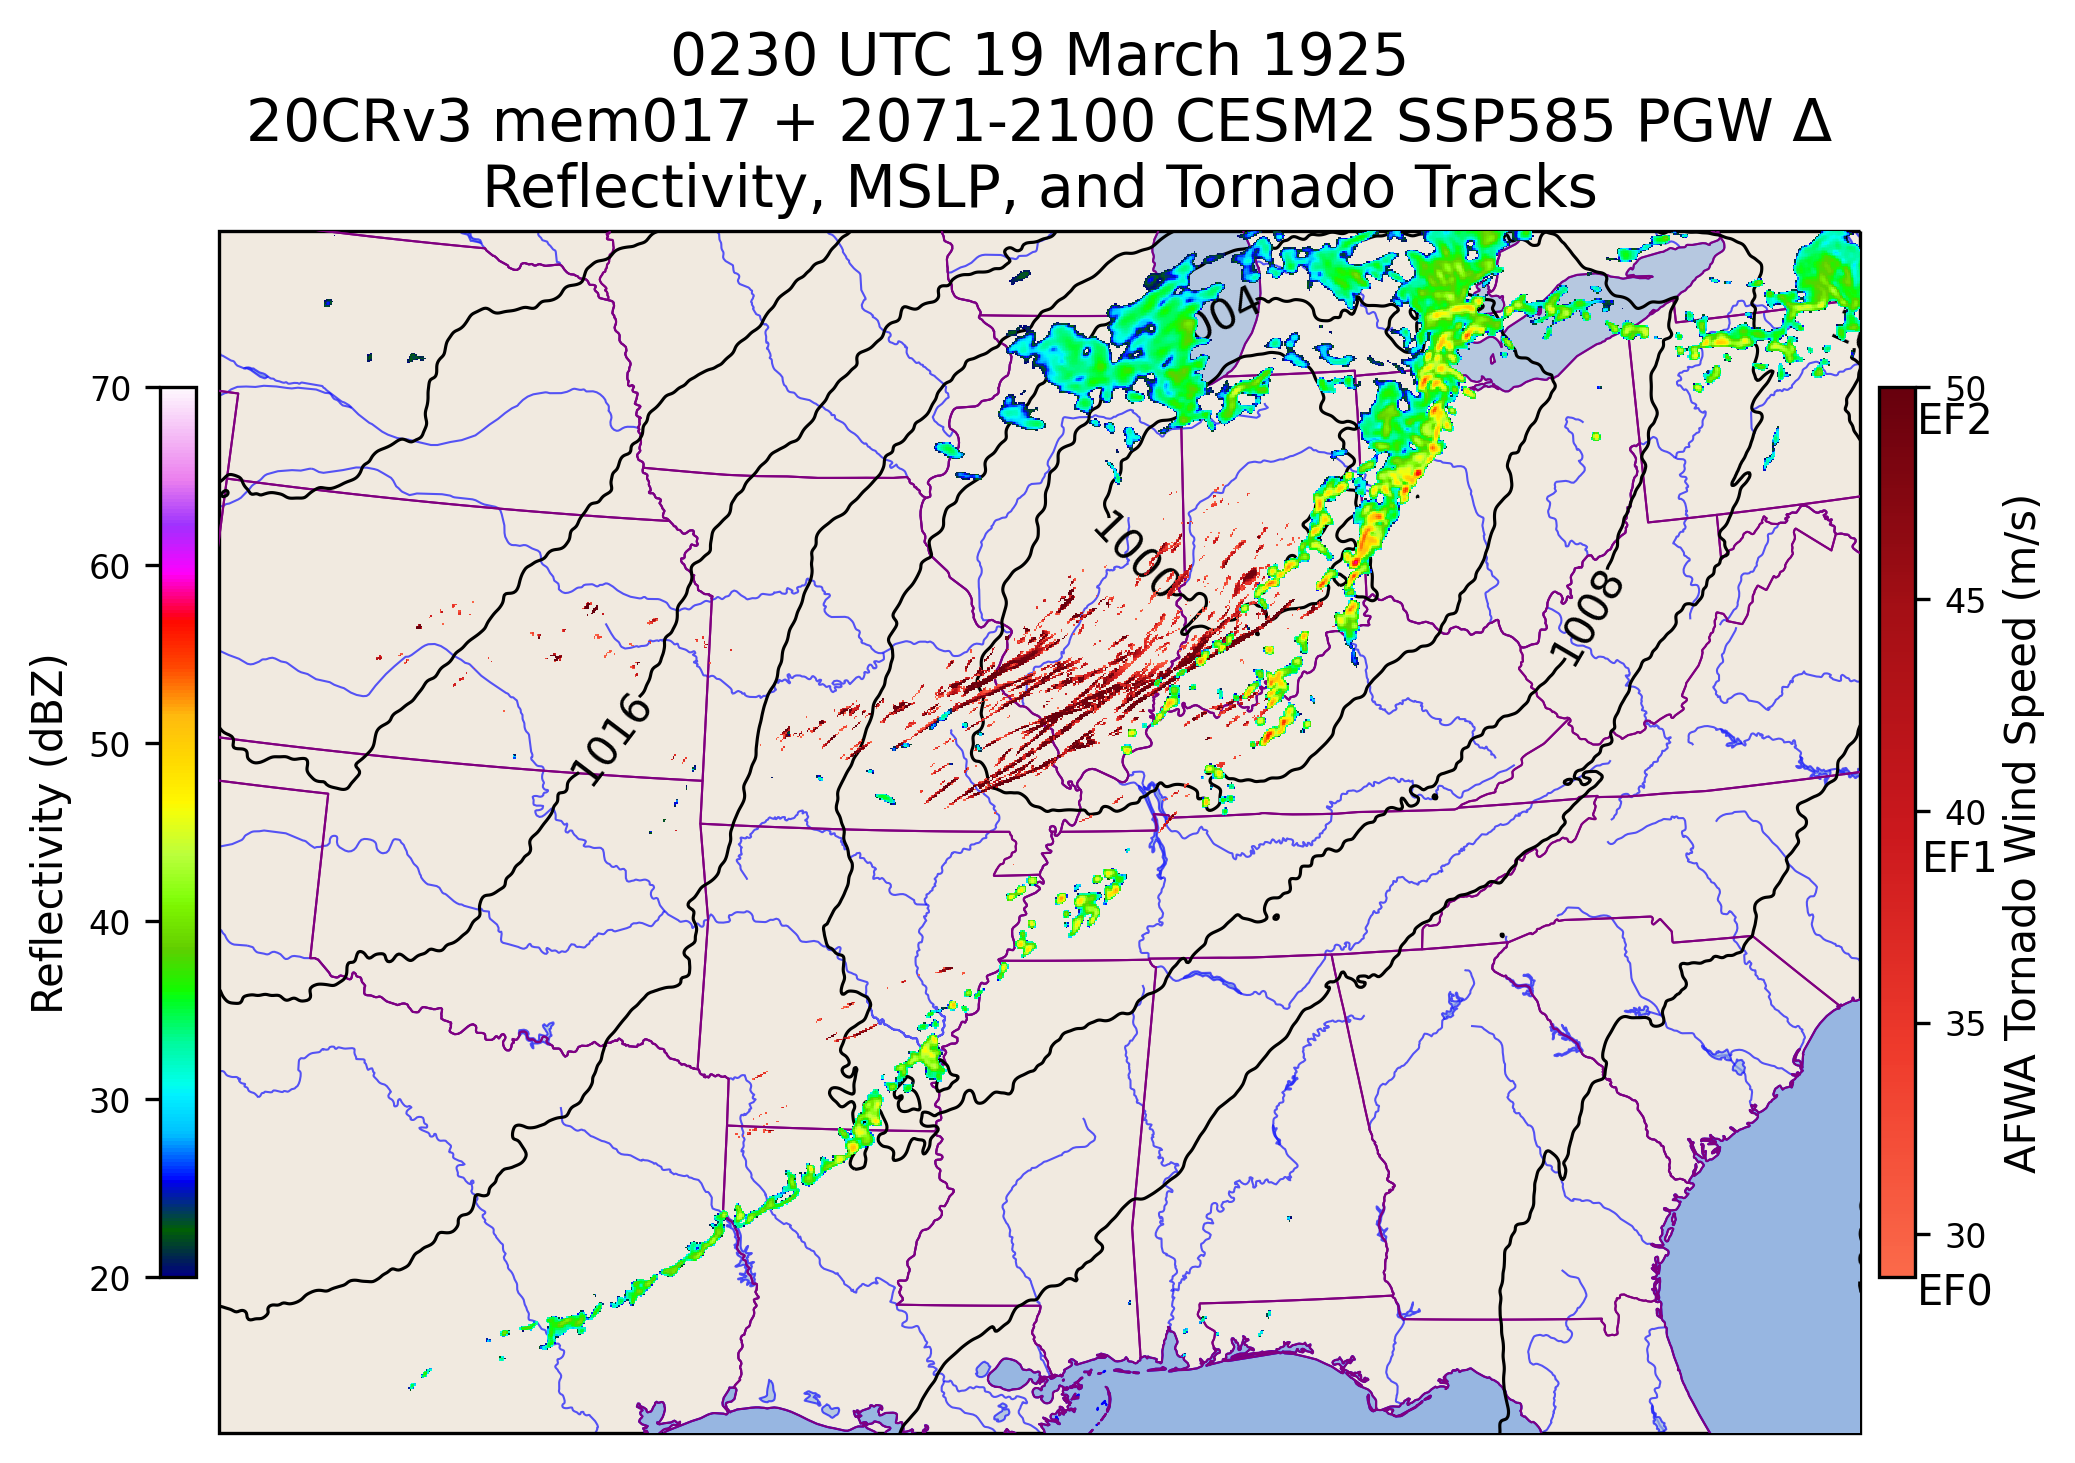 0230 UTC 19 March 1925
20CRv3 mem017 + 2071-2100 CESM2 SSP585 PGW Δ
Reflectivity, MSLP, and Tornado Tracks
70
60
50
40
30
20
Reflectivity (dBZ)
004
1000
1008
1016
50
EF2
45
40
EF1
35
30
EF0
AFWA Tornado Wind Speed (m/s)